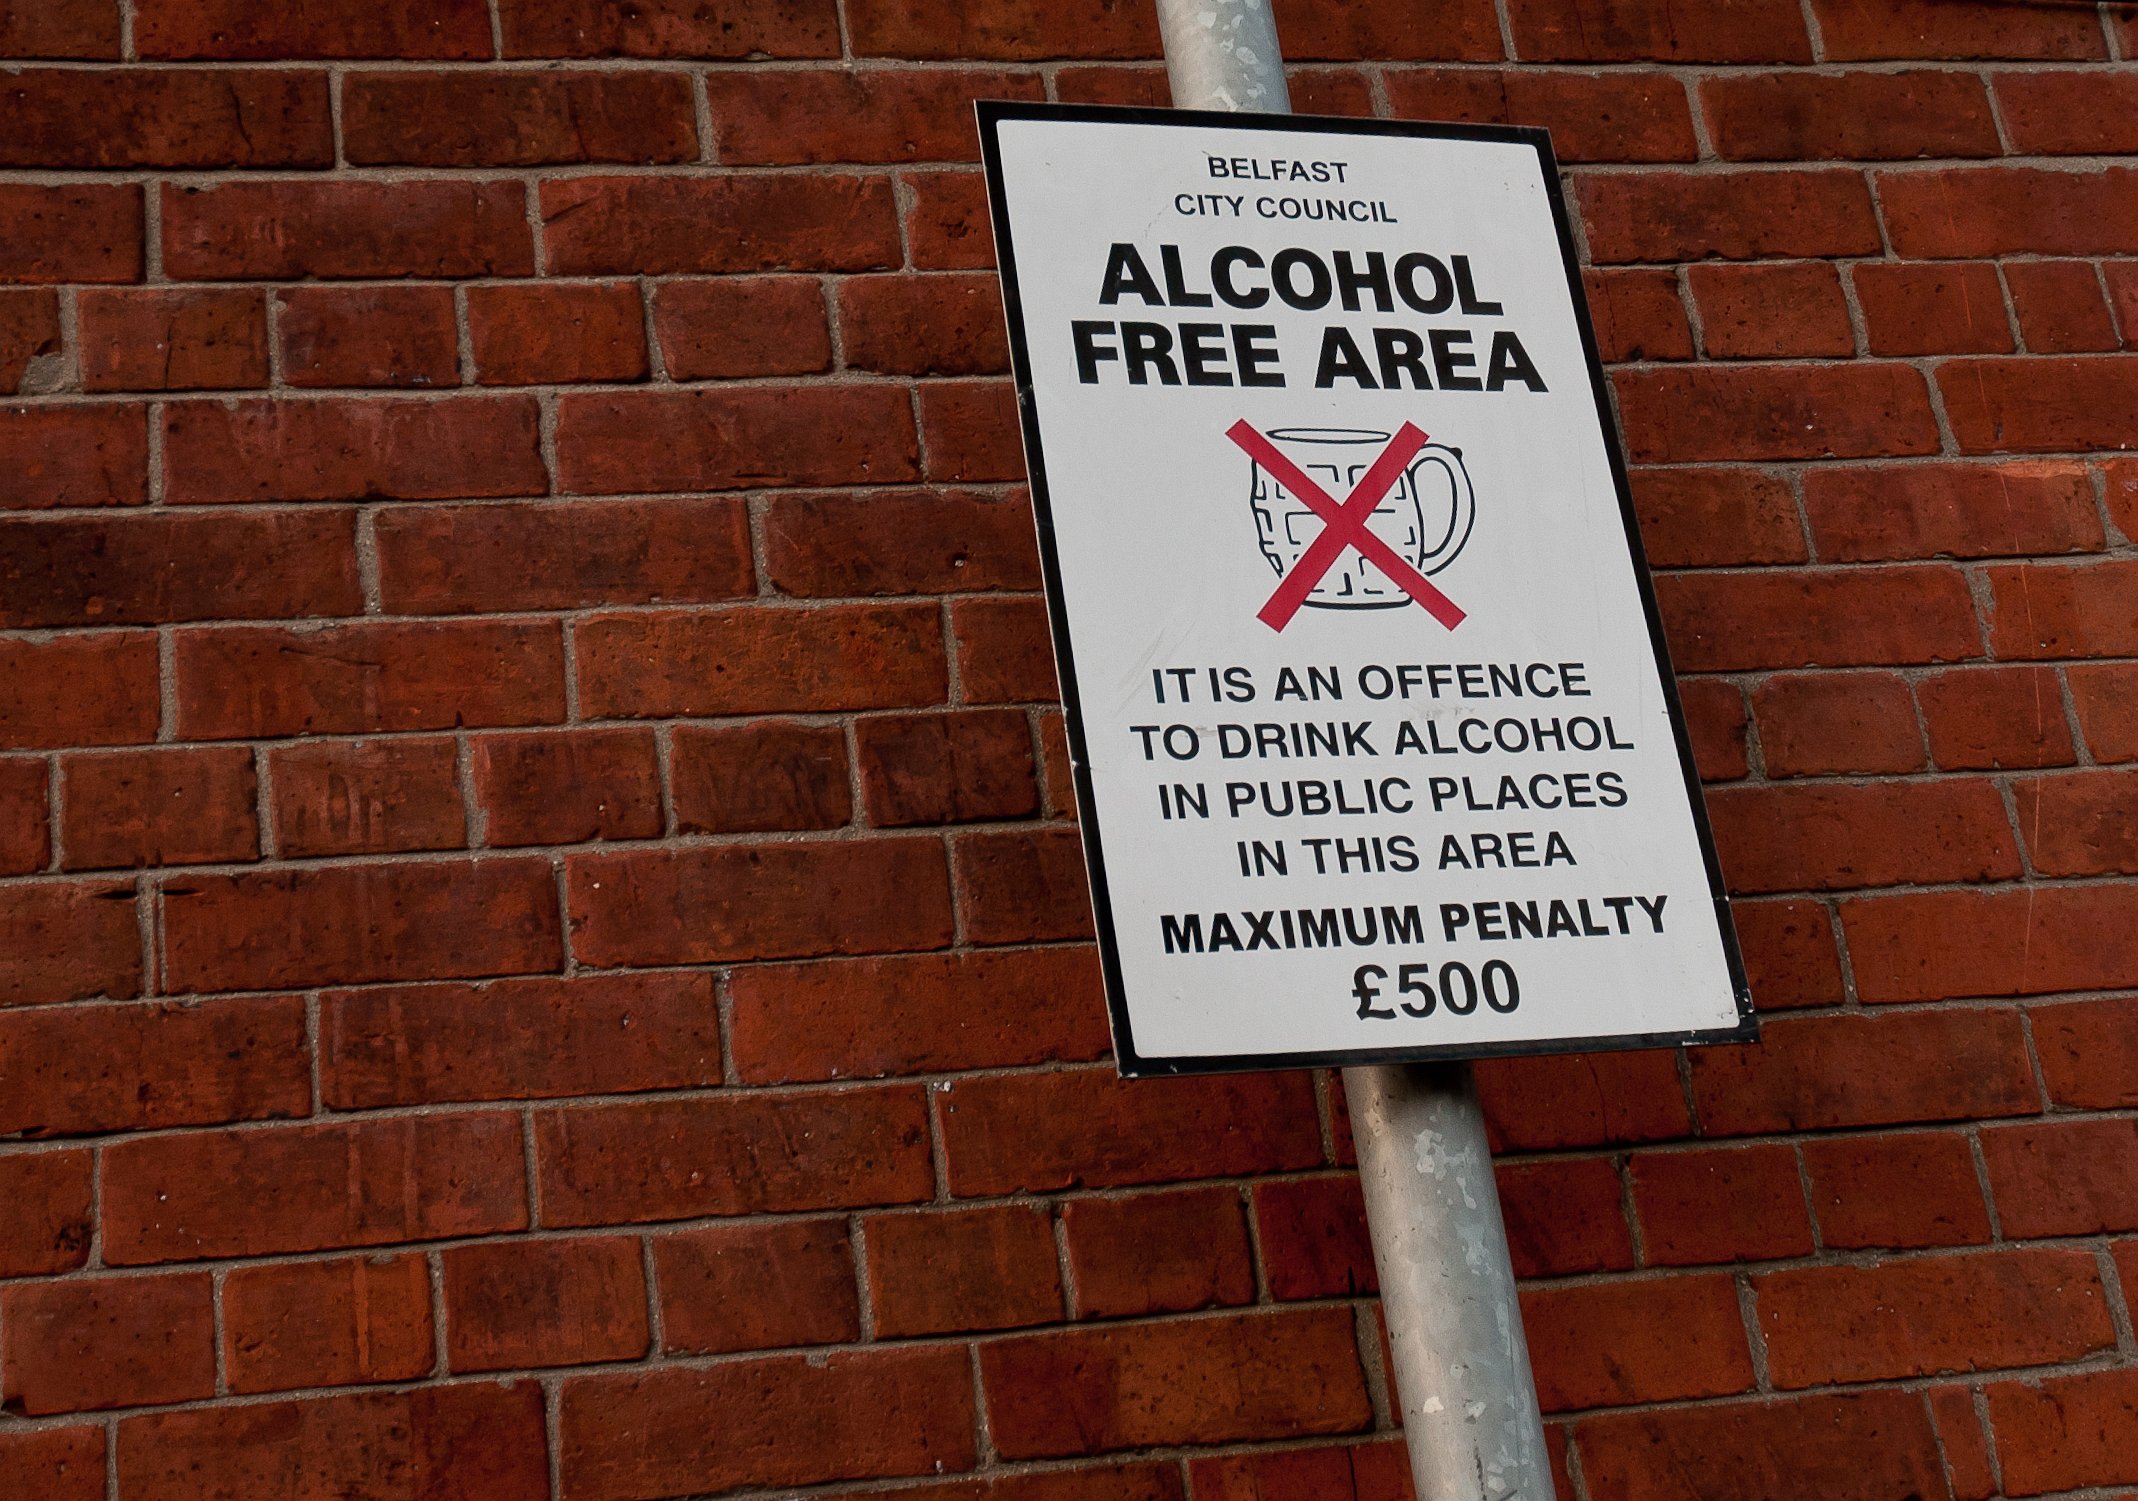 BELFAST
CITY COUNCIL
ALCOHOL
FREE AREA
IT IS AN OFFENCE
TO DRINK ALCOHOL
IN PUBLIC PLACES
IN THIS AREA
MAXIMUM PENALTY
£500